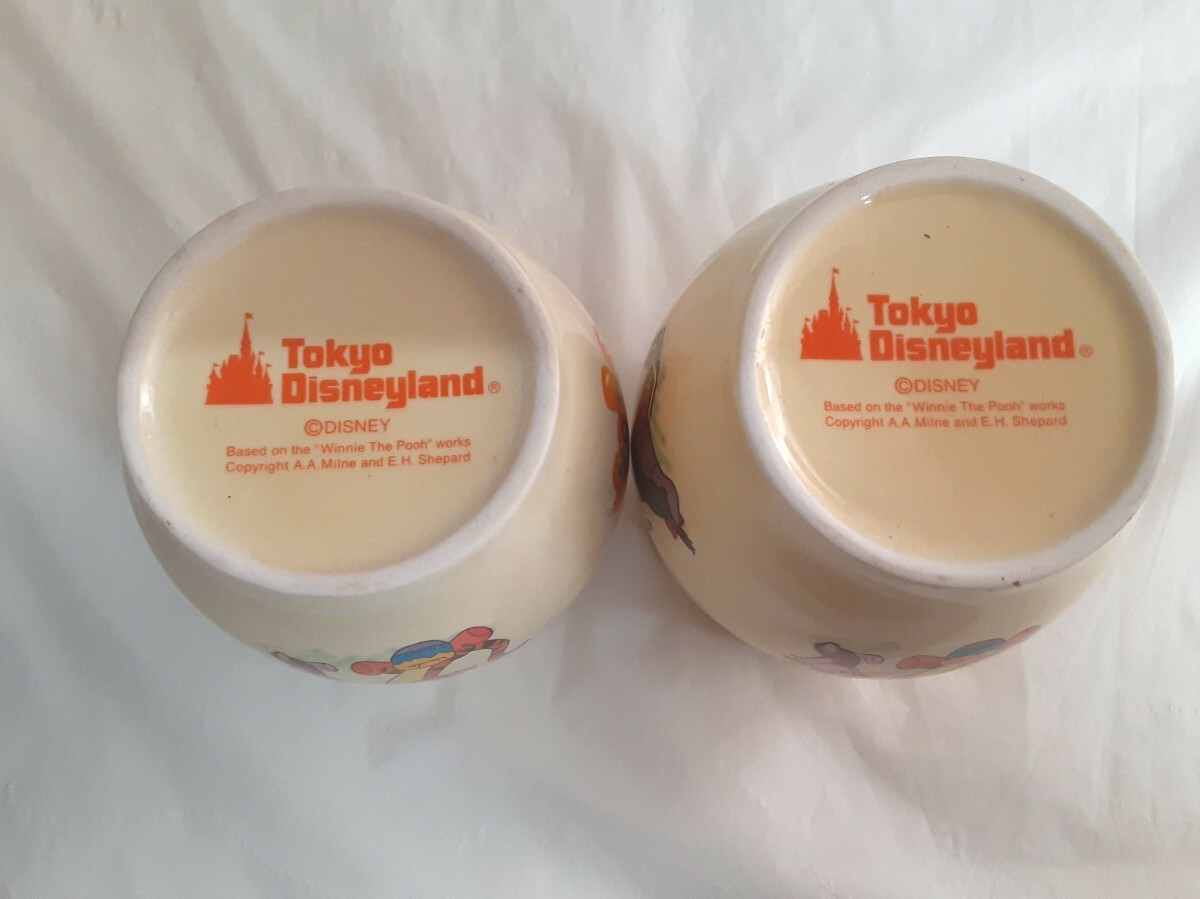 Tokyo
Disneyland®
©DISNEY
Based on the "Winnie The Pooh" works
Copyright A.A.Milne and E.H. Shepard
Tokyo
Disneyland®
©DISNEY
Based on the "Winnie The Pooh" works
Copyright A.A.Milne and E.H. Shepard